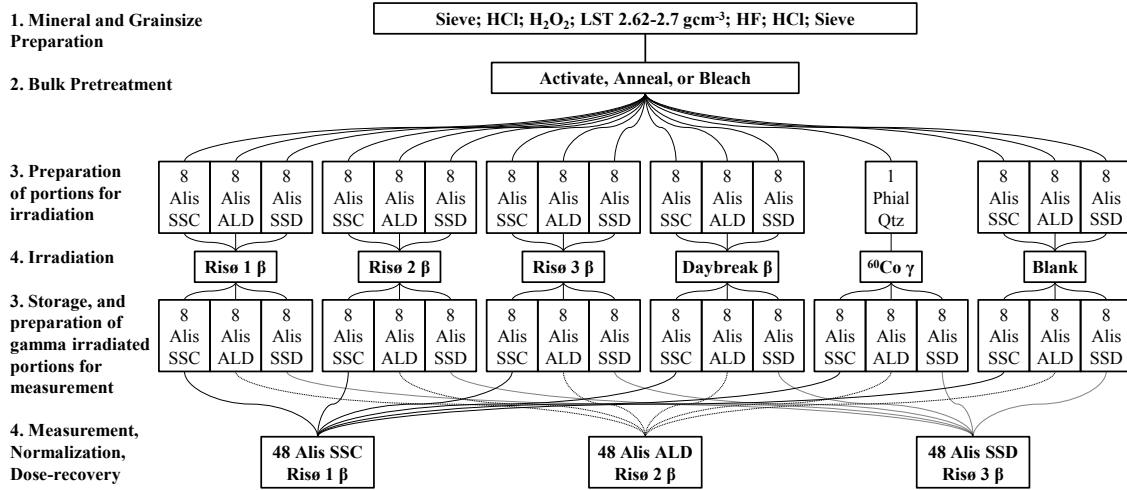 1. Mineral and Grainsize
Preparation
Sieve; HCl; H₂O₂; LST 2.62-2.7 gcm⁻³; HF; HCl; Sieve
2. Bulk Pretreatment
Activate, Anneal, or Bleach
3. Preparation
of portions for
irradiation
8 8 8 8 8 8 8 8 8 8 8 8 1 8 8 8
Alis Alis Alis Alis Alis Alis Alis Alis Alis Alis Alis Alis Phial Alis Alis Alis
SSC ALD SSD SSC ALD SSD SSC ALD SSD SSC ALD SSD Qtz SSC ALD SSD
4. Irradiation
Risø 1 β Risø 2 β Risø 3 β Daybreak β ⁶⁰Co γ Blank
3. Storage, and
preparation of
gamma irradiated
portions for
measurement
8 8 8 8 8 8 8 8 8 8 8 8 8 8 8 8 8 8
Alis Alis Alis Alis Alis Alis Alis Alis Alis Alis Alis Alis Alis Alis Alis Alis Alis Alis
SSC ALD SSD SSC ALD SSD SSC ALD SSD SSC ALD SSD SSC ALD SSD SSC ALD SSD
4. Measurement,
Normalization,
Dose-recovery
48 Alis SSC
Risø 1 β
48 Alis ALD
Risø 2 β
48 Alis SSD
Risø 3 β